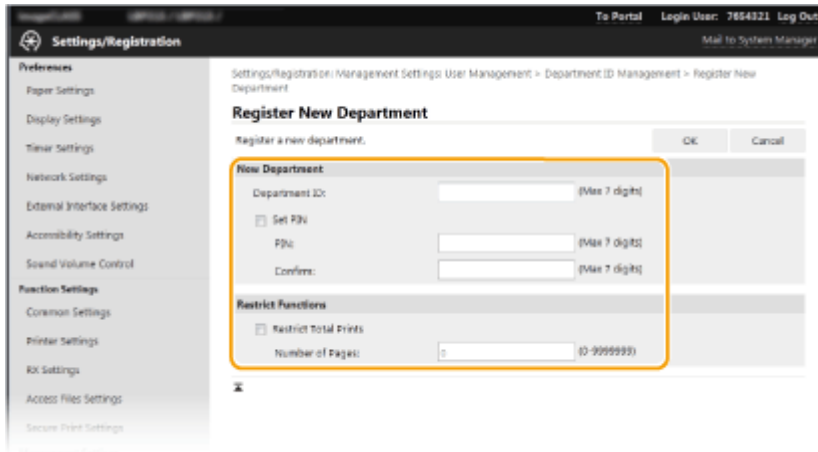 To Portal Login User: 7654321 Log Out
Settings/Registration Mail to System Manager
Preferences
Paper Settings
Display Settings
Timer Settings
Network Settings
External Interface Settings
Accessibility Settings
Sound Volume Control
Function Settings
Common Settings
Printer Settings
RX Settings
Access Files Settings
Secure Print Settings
Settings/Registration: Management Settings: User Management > Department ID Management > Register New
Department
Register New Department
Register a new department. OK Cancel
New Department
Department ID: (Max 7 digits)
Set PIN
PIN: (Max 7 digits)
Confirm: (Max 7 digits)
Restrict Functions
Restrict Total Prints
Number of Pages: 0 (0-9999999)